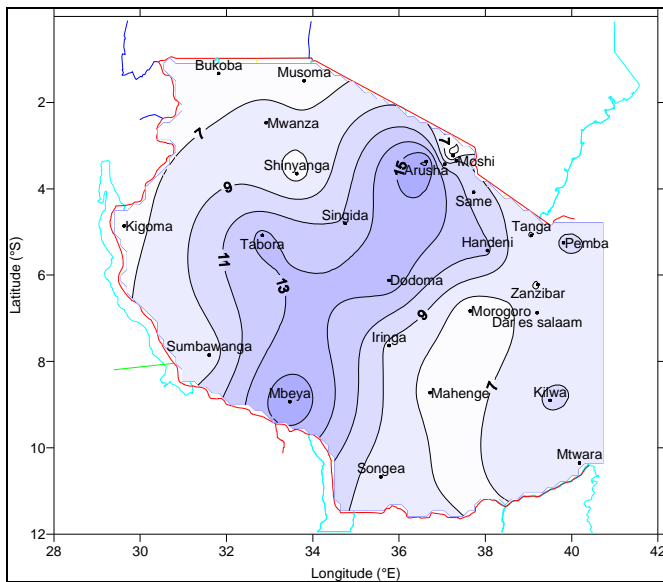 Bukoba
Musoma
2
7
Mwanza
7
Moshi
Shinyanga
15
Arusha
4
9
Same
Singida
Kigoma
Tanga
Tabora
Handeni
Pemba
11
6
13
Dodoma
Zanzibar
9
Morogoro
Dar es salaam
Iringa
Sumbawanga
8
7
Mbeya
Mahenge
Kilwa
10
Mtwara
Songea
12
28
30
32
34
36
38
40
42
Latitude (°S)
Longitude (°E)